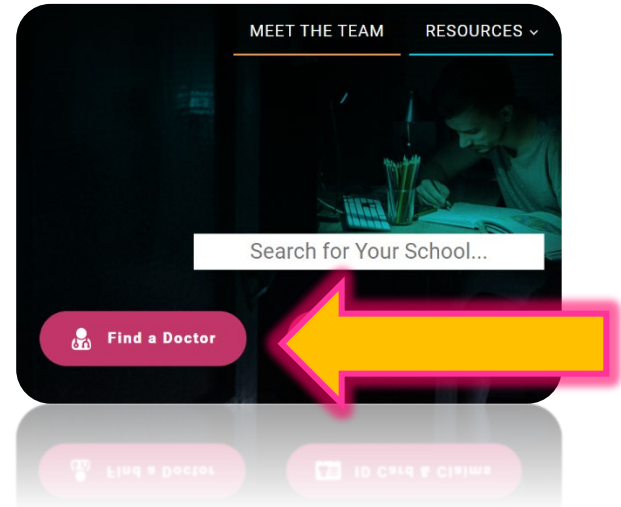 MEET THE TEAM RESOURCES
Search for Your School...
Find a Doctor
Find a Doctor ID Card & Claims